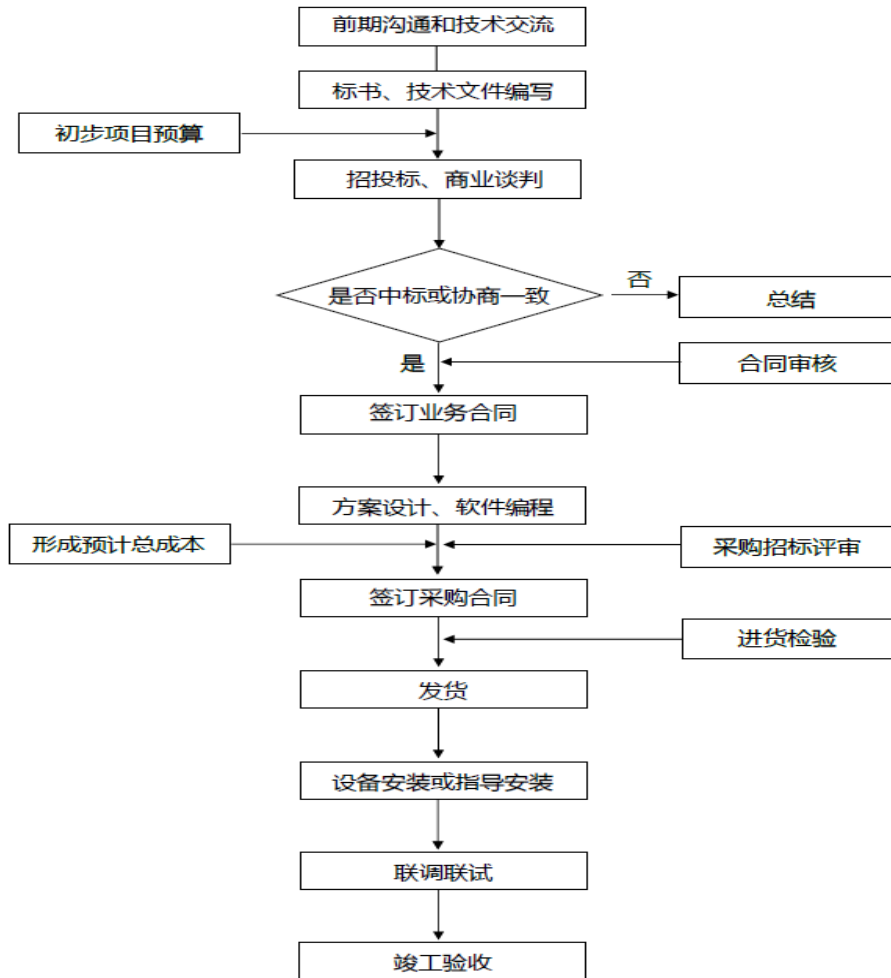 前期沟通和技术交流
标书、技术文件编写
初步项目预算
招投标、商业谈判
是否中标或协商一致
否
总结
是
合同审核
签订业务合同
方案设计、软件编程
形成预计总成本
采购招标评审
签订采购合同
进货检验
发货
设备安装或指导安装
联调联试
竣工验收